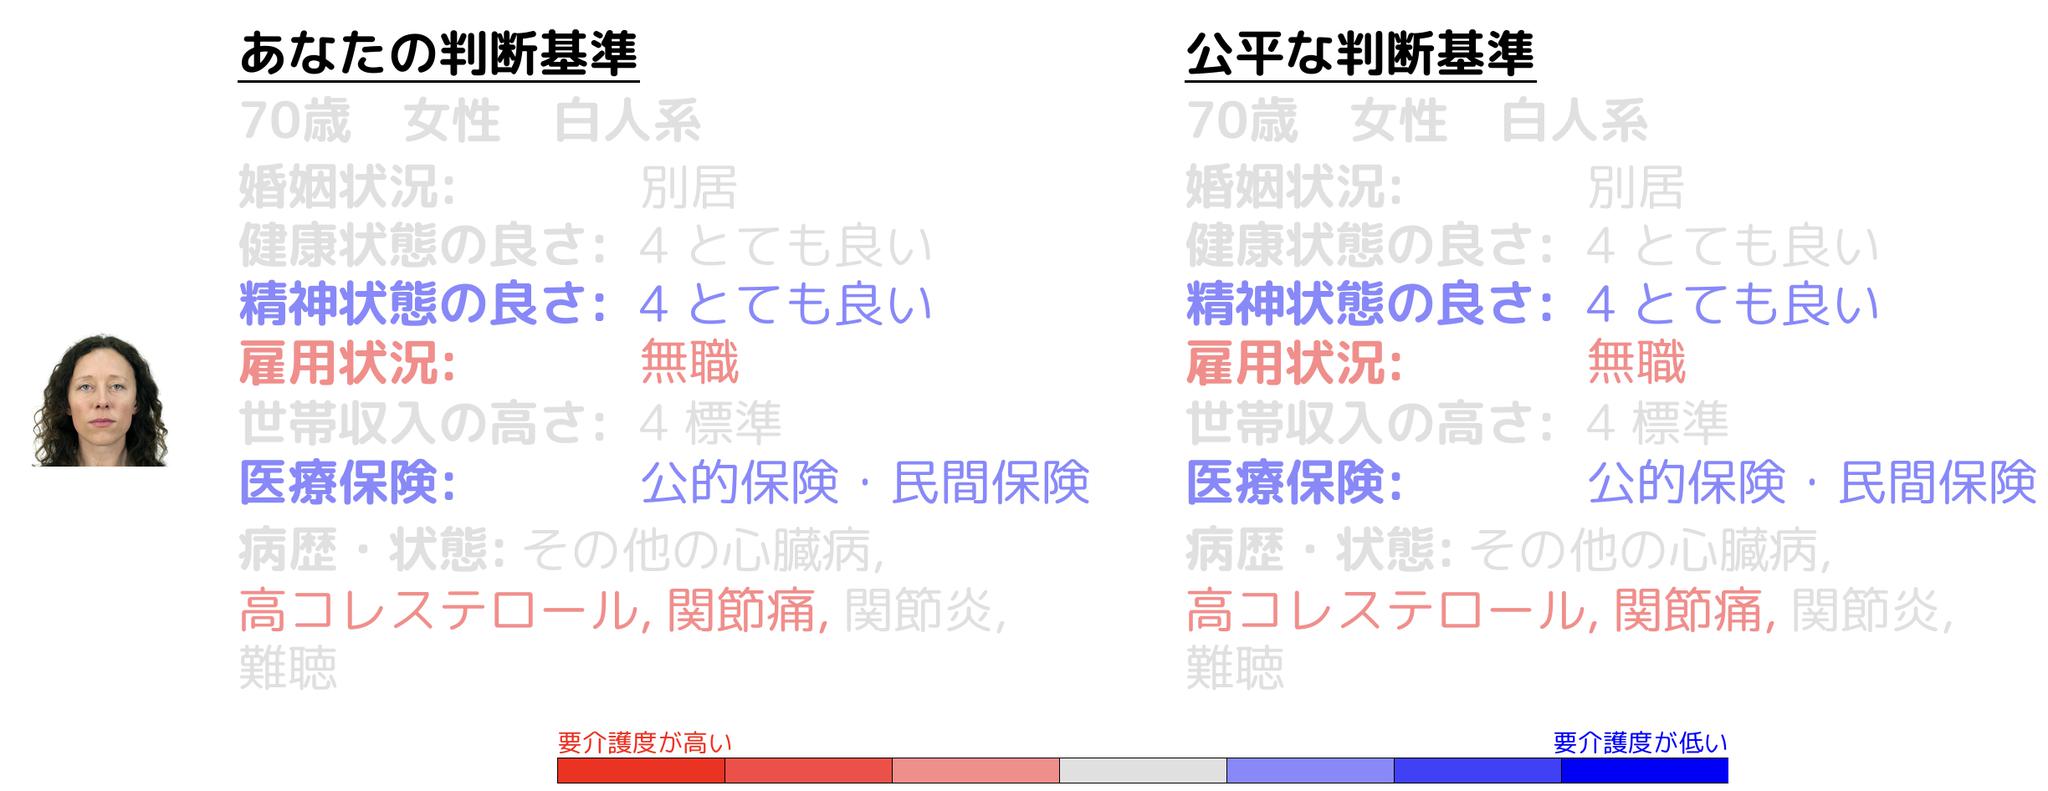 あなたの判断基準
70歳 女性 白人系
婚姻状況: 別居
健康状態の良さ: 4 とても良い
精神状態の良さ: 4 とても良い
雇用状況: 無職
世帯収入の高さ: 4 標準
医療保険: 公的保険・民間保険
病歴・状態: その他の心臓病,
高コレステロール, 関節痛, 関節炎,
難聴
公平な判断基準
70歳 女性 白人系
婚姻状況: 別居
健康状態の良さ: 4 とても良い
精神状態の良さ: 4 とても良い
雇用状況: 無職
世帯収入の高さ: 4 標準
医療保険: 公的保険・民間保険
病歴・状態: その他の心臓病,
高コレステロール, 関節痛, 関節炎,
難聴
要介護度が高い
要介護度が低い